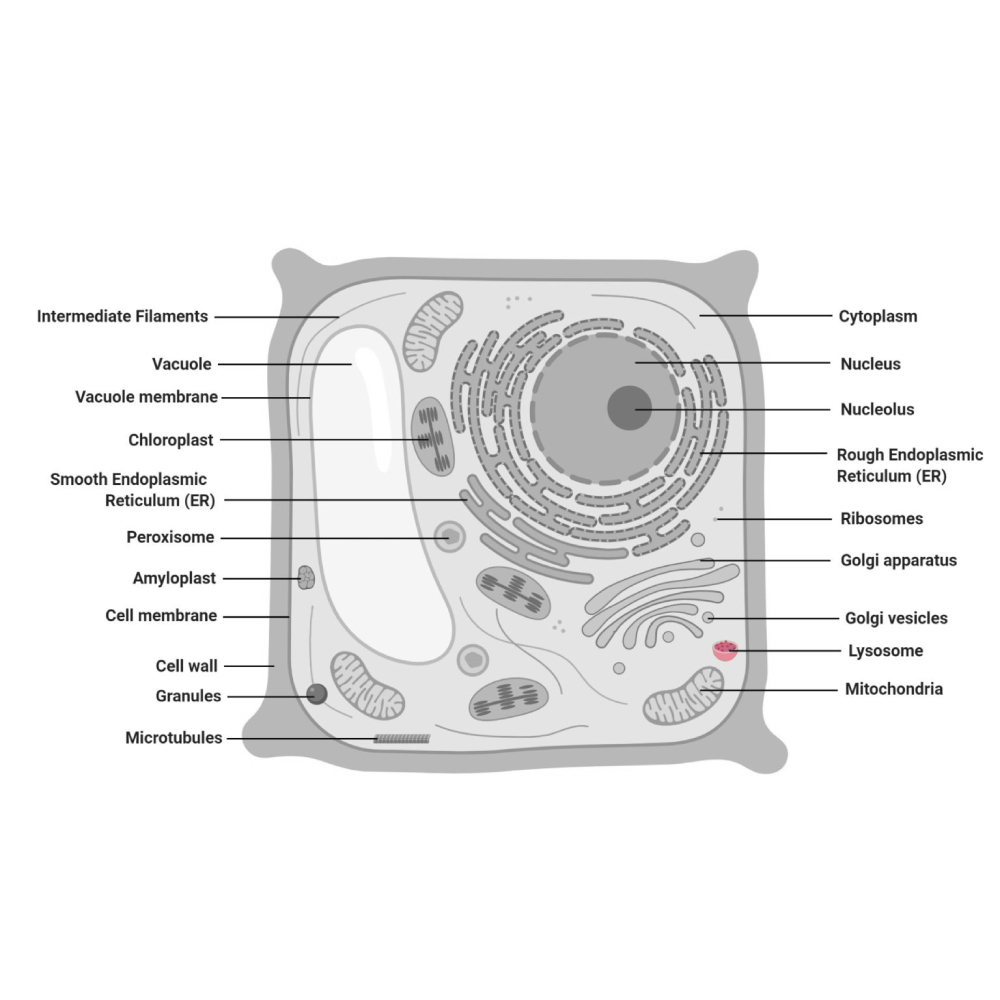 Intermediate Filaments
Vacuole
Vacuole membrane
Chloroplast
Smooth Endoplasmic
Reticulum (ER)
Peroxisome
Amyloplast
Cell membrane
Cell wall
Granules
Microtubules
Cytoplasm
Nucleus
Nucleolus
Rough Endoplasmic
Reticulum (ER)
Ribosomes
Golgi apparatus
Golgi vesicles
Lysosome
Mitochondria